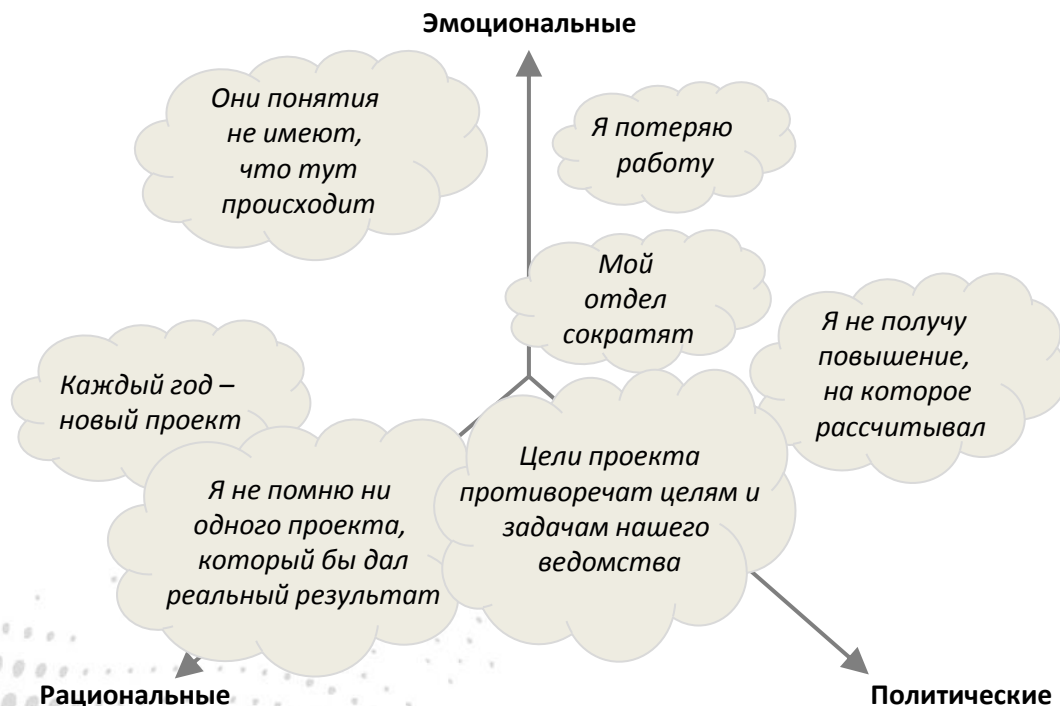 Эмоциональные
Они понятия
не имеют,
что тут
происходит
Я потеряю
работу
Мой
отдел
сократят
Я не получу
повышение,
на которое
рассчитывал
Каждый год –
новый проект
Я не помню ни
одного проекта,
который бы дал
реальный результат
Цели проекта
противоречат целям и
задачам нашего
ведомства
Рациональные
Политические